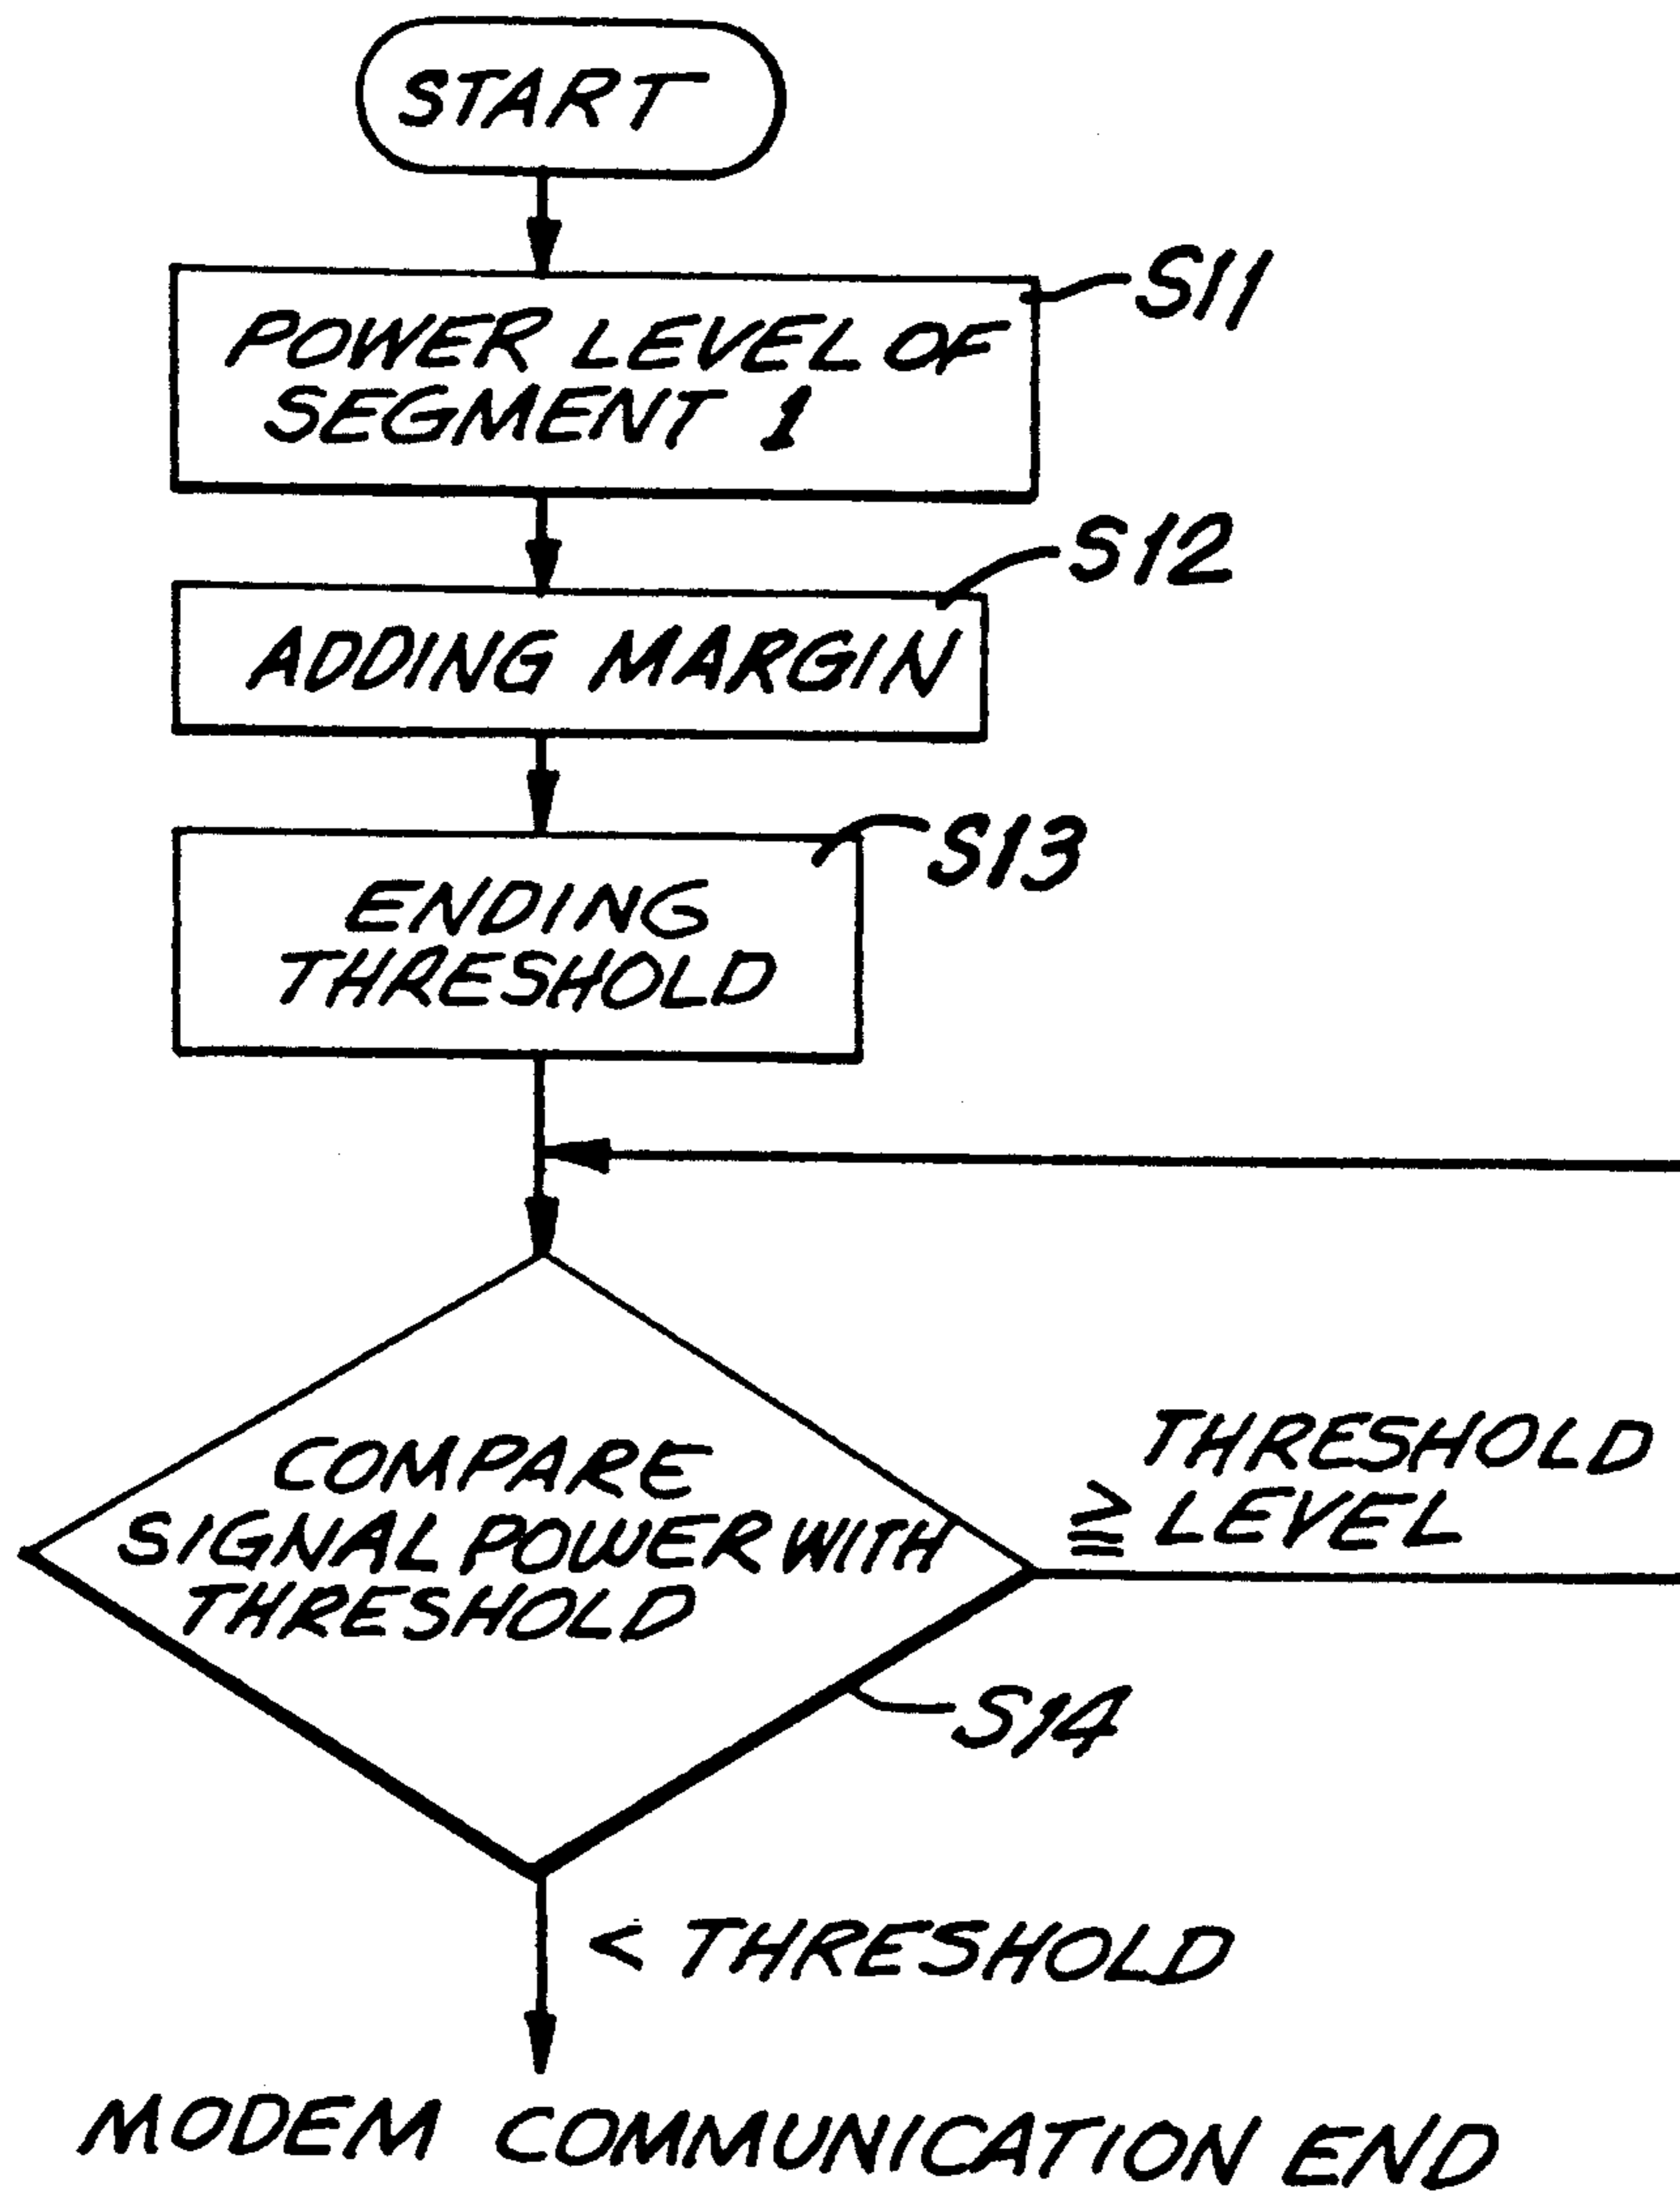 START
S11
POWER LEVEL OF
SEGMENT 1
S12
ADDING MARGIN
S13
ENDING
THRESHOLD
COMPARE
SIGNAL POWER WITH
THRESHOLD
THRESHOLD
≧ LEVEL
S14
< THRESHOLD
MODEM COMMUNICATION END